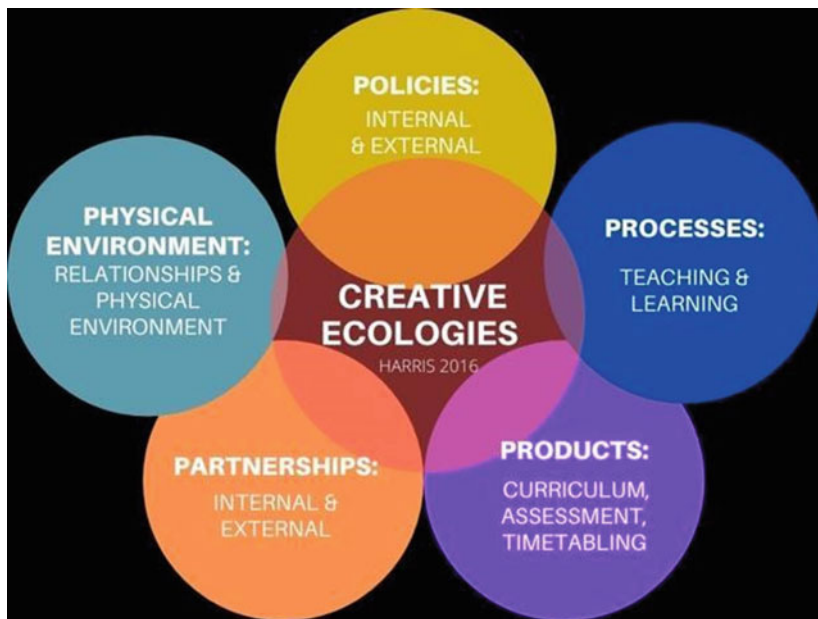 POLICIES:
INTERNAL
& EXTERNAL
PHYSICAL
ENVIRONMENT:
RELATIONSHIPS &
PHYSICAL
ENVIRONMENT
PROCESSES:
TEACHING &
LEARNING
CREATIVE
ECOLOGIES
HARRIS 2016
PARTNERSHIPS:
INTERNAL &
EXTERNAL
PRODUCTS:
CURRICULUM,
ASSESSMENT,
TIMETABLING